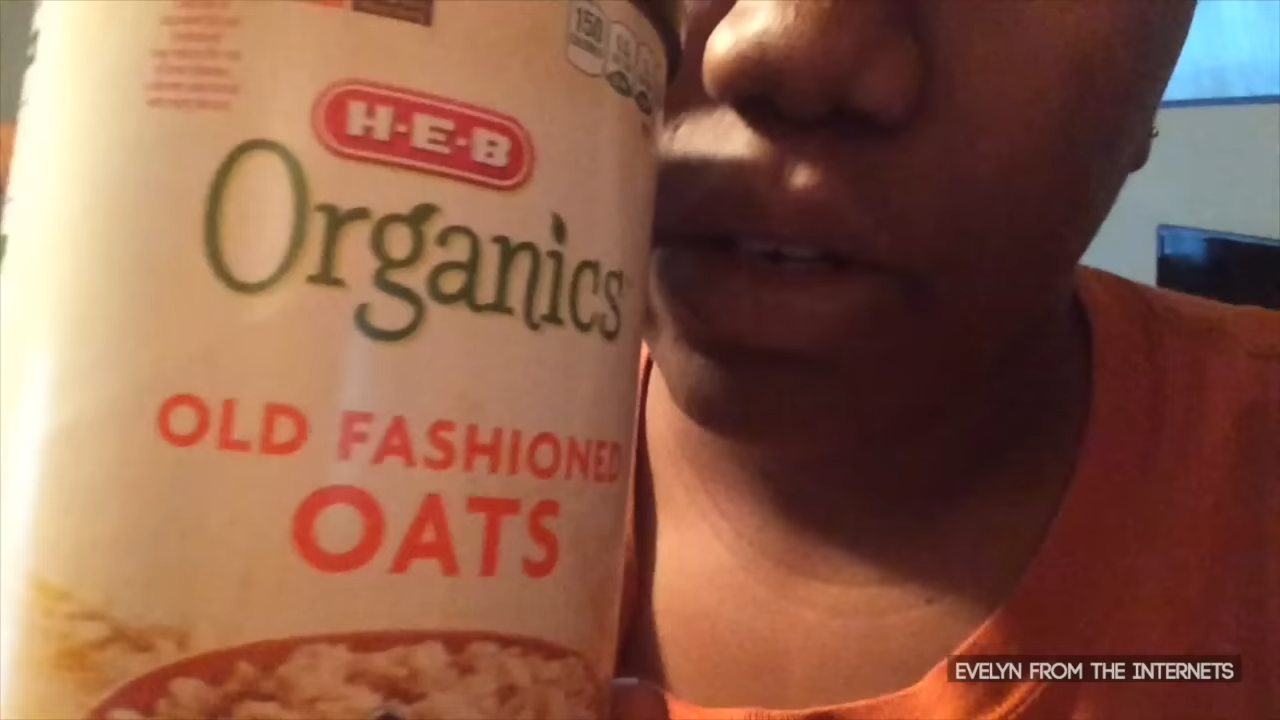 150
H-E-B
Organics
OLD FASHIONED
OATS
EVELYN FROM THE INTERNETS